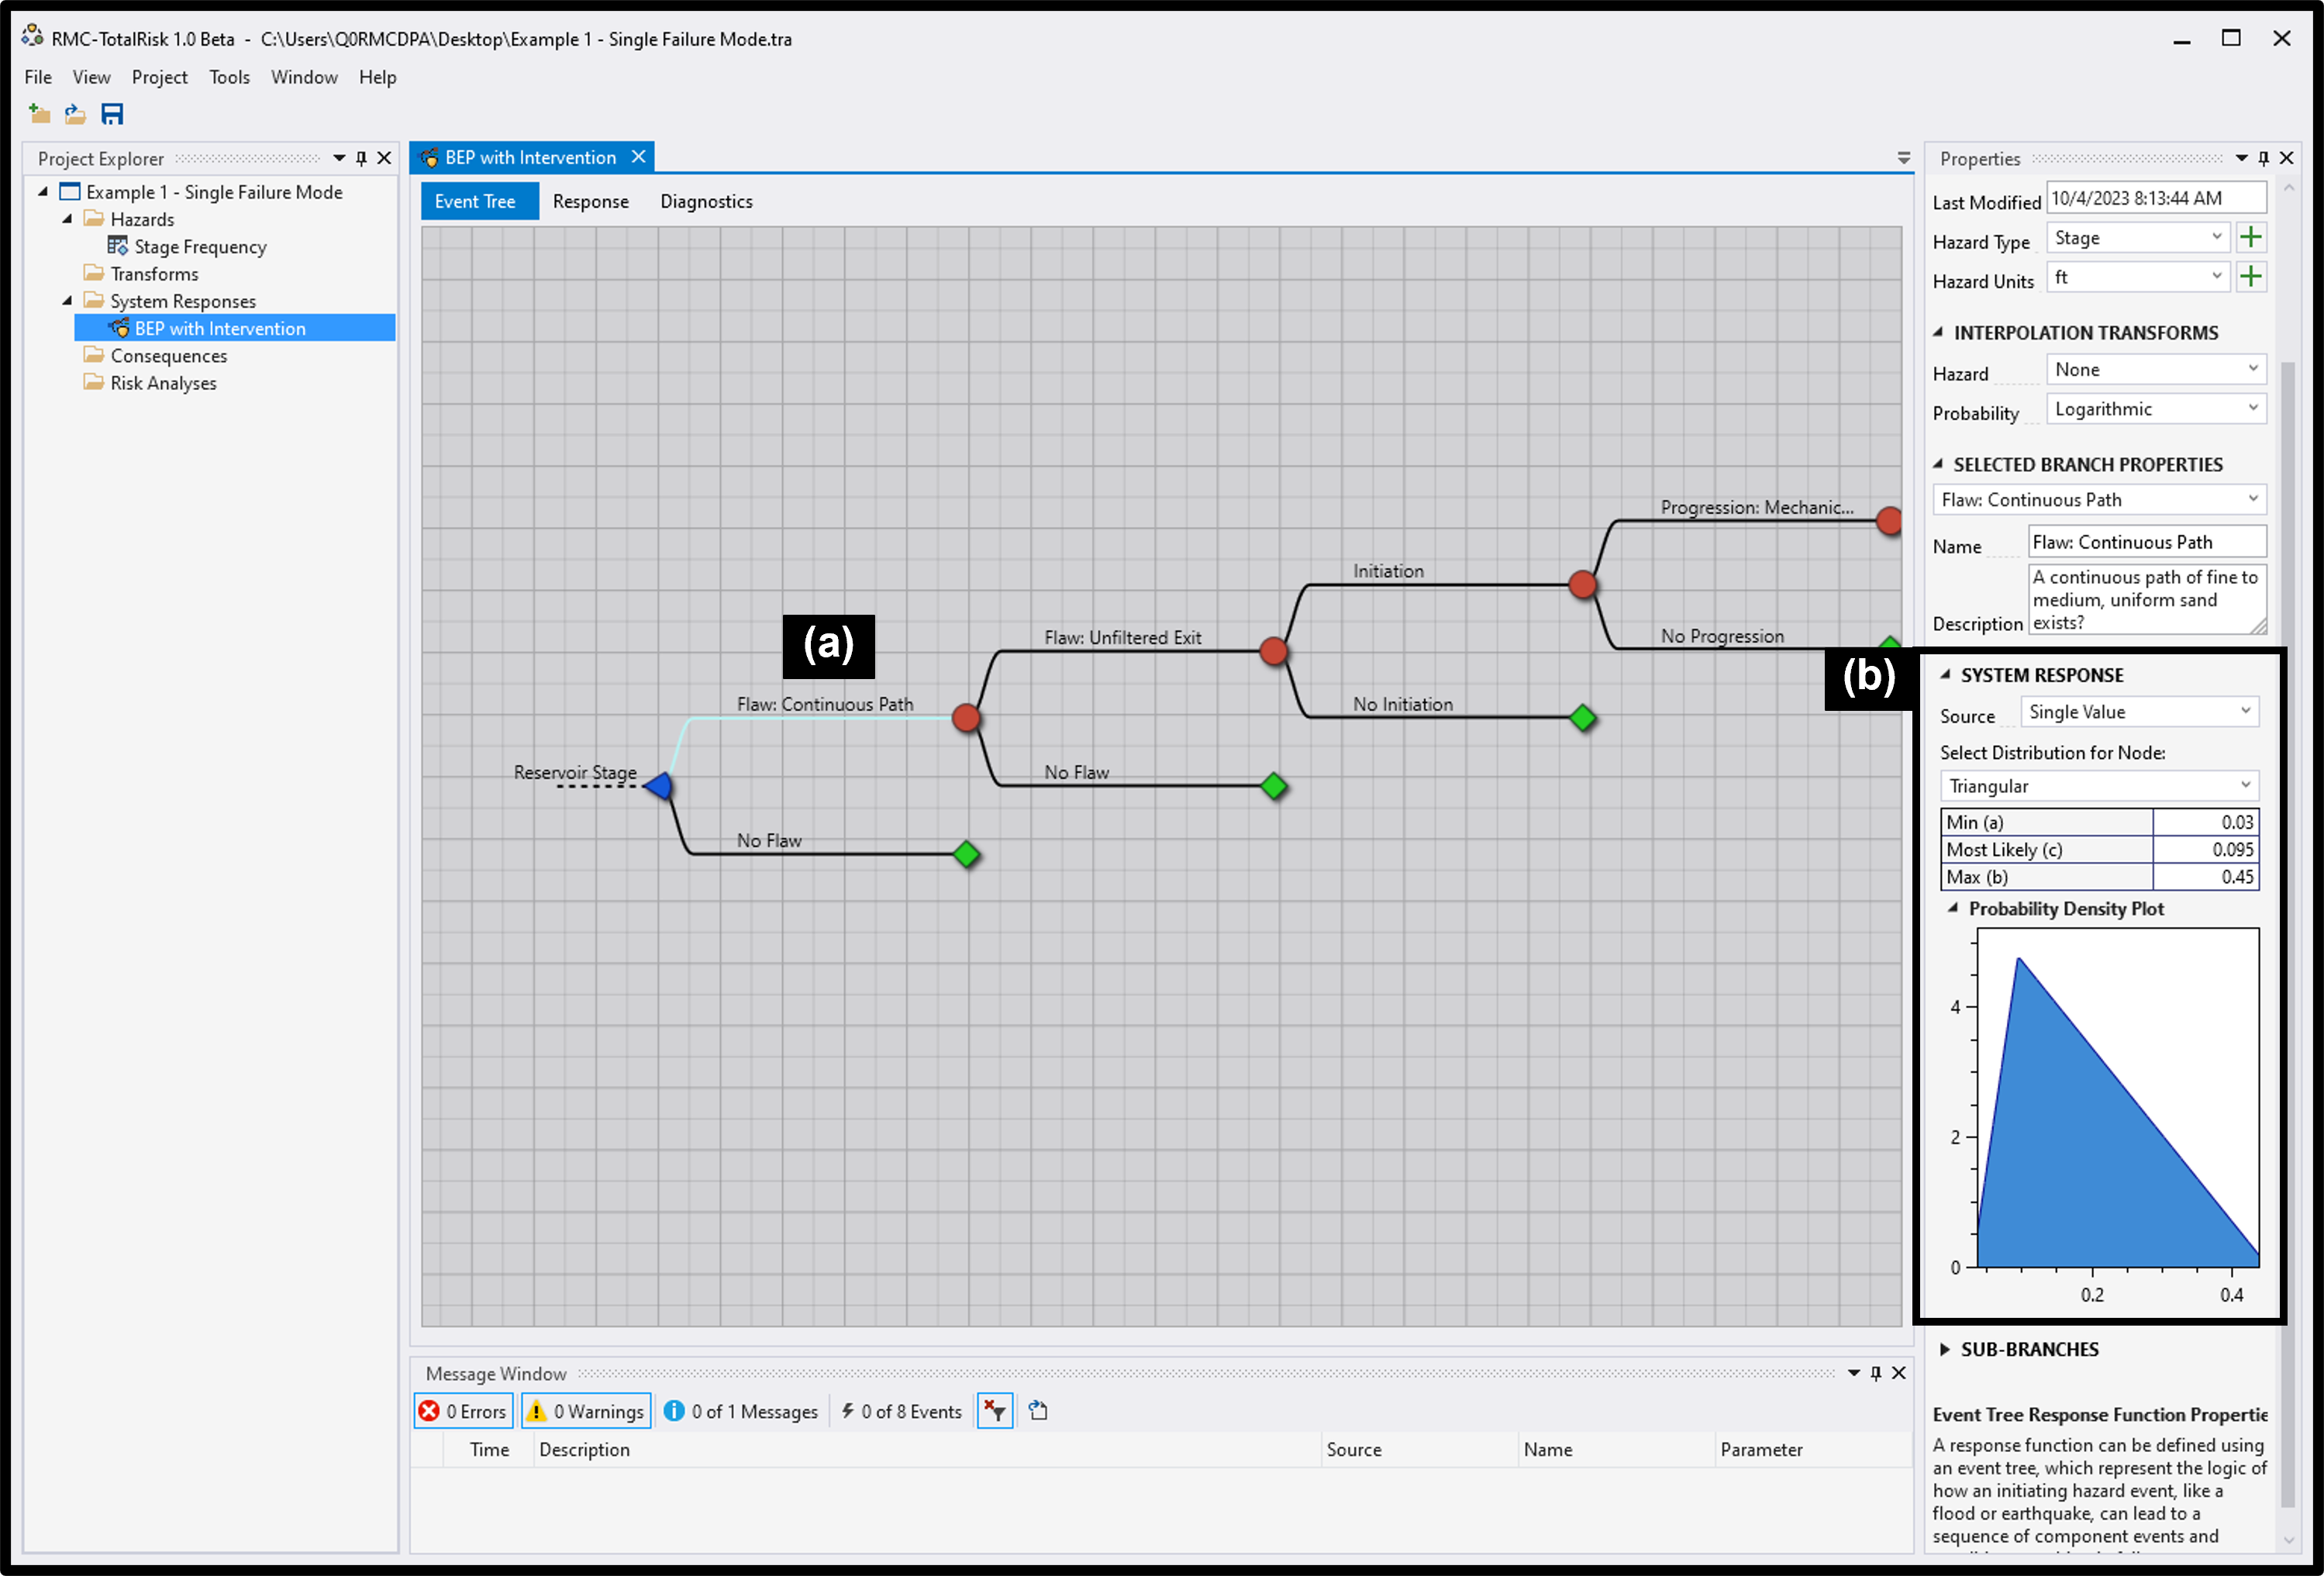 RMC-TotalRisk 1.0 Beta - C:\Users\Q0RMCDPA\Desktop\Example 1 - Single Failure Mode.tra
File View Project Tools Window Help
Project Explorer
Example 1 - Single Failure Mode
Hazards
Stage Frequency
Transforms
System Responses
BEP with Intervention
Consequences
Risk Analyses
BEP with Intervention
Event Tree Response Diagnostics
Progression: Mechanic...
Initiation
No Progression
(a)
Flaw: Unfiltered Exit
Flaw: Continuous Path
No Initiation
Reservoir Stage
No Flaw
No Flaw
Message Window
0 Errors 0 Warnings 0 of 1 Messages 0 of 8 Events
Time Description Source Name Parameter
Properties
Last Modified 10/4/2023 8:13:44 AM
Hazard Type Stage
Hazard Units ft
INTERPOLATION TRANSFORMS
Hazard None
Probability Logarithmic
SELECTED BRANCH PROPERTIES
Flaw: Continuous Path
Name Flaw: Continuous Path
A continuous path of fine to
medium, uniform sand
Description exists?
(b)
SYSTEM RESPONSE
Source Single Value
Select Distribution for Node:
Triangular
Min (a) 0.03
Most Likely (c) 0.095
Max (b) 0.45
Probability Density Plot
4
2
0
0.2 0.4
SUB-BRANCHES
Event Tree Response Function Propertie
A response function can be defined using
an event tree, which represent the logic of
how an initiating hazard event, like a
flood or earthquake, can lead to a
sequence of component events and